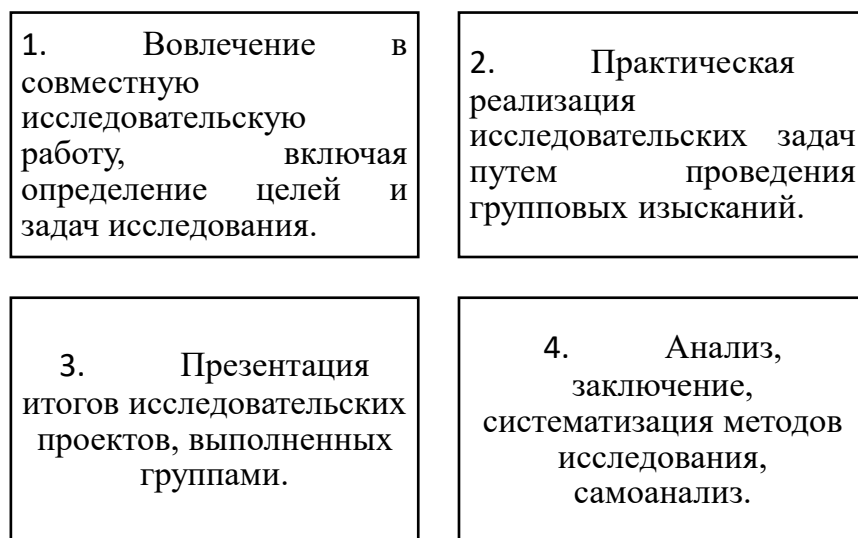 1. Вовлечение в
совместную
исследовательскую
работу, включая
определение целей и
задач исследования.
2. Практическая
реализация
исследовательских задач
путем проведения
групповых изысканий.
3. Презентация
итогов исследовательских
проектов, выполненных
группами.
4. Анализ,
заключение,
систематизация методов
исследования,
самоанализ.